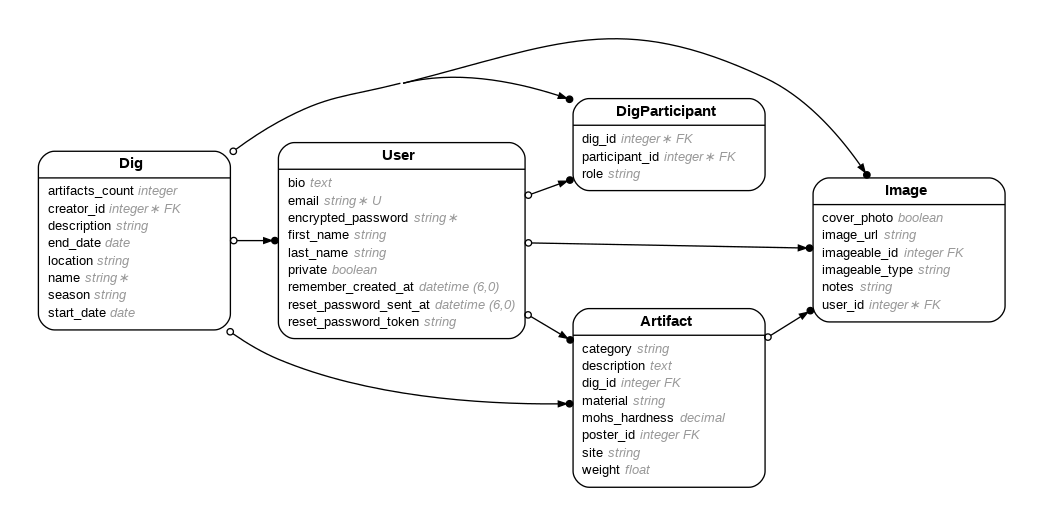 Dig
artifacts_count integer
creator_id integer∗ FK
description string
end_date date
location string
name string∗
season string
start_date date
User
bio text
email string∗ U
encrypted_password string∗
first_name string
last_name string
private boolean
remember_created_at datetime (6,0)
reset_password_sent_at datetime (6,0)
reset_password_token string
DigParticipant
dig_id integer∗ FK
participant_id integer∗ FK
role string
Artifact
category string
description text
dig_id integer FK
material string
mohs_hardness decimal
poster_id integer FK
site string
weight float
Image
cover_photo boolean
image_url string
imageable_id integer FK
imageable_type string
notes string
user_id integer∗ FK